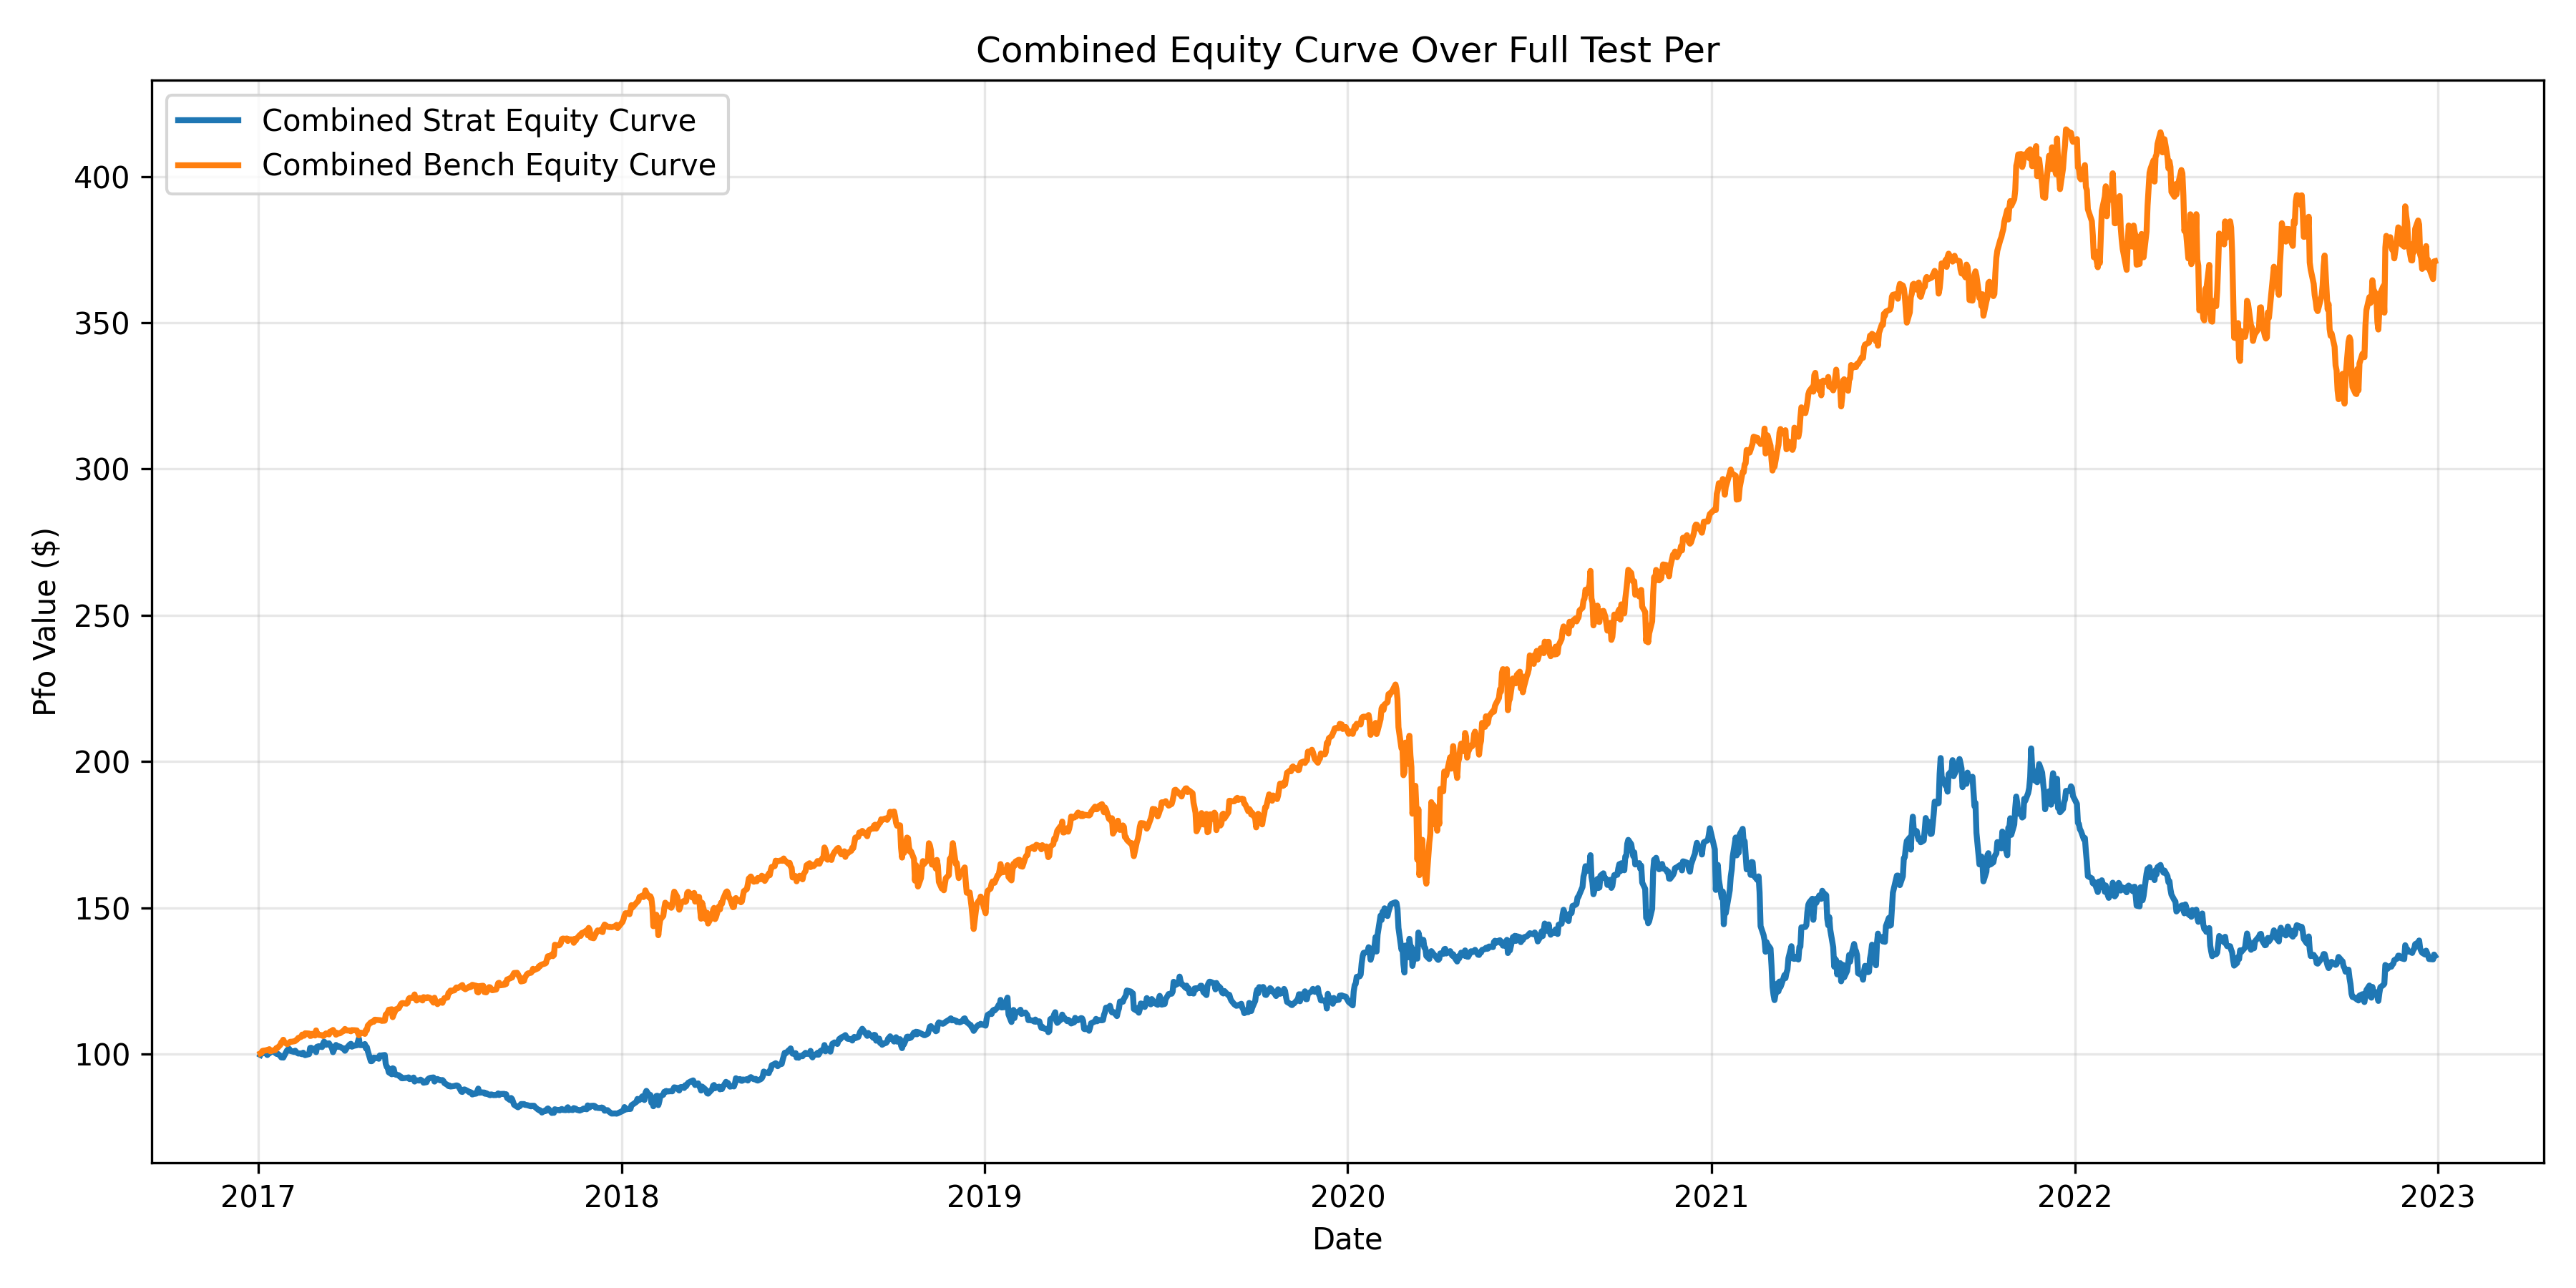 Combined Equity Curve Over Full Test Per
Combined Strat Equity Curve
Combined Bench Equity Curve
Pfo Value ($)
400
350
300
250
200
150
100
2017 2018 2019 2020 2021 2022 2023
Date